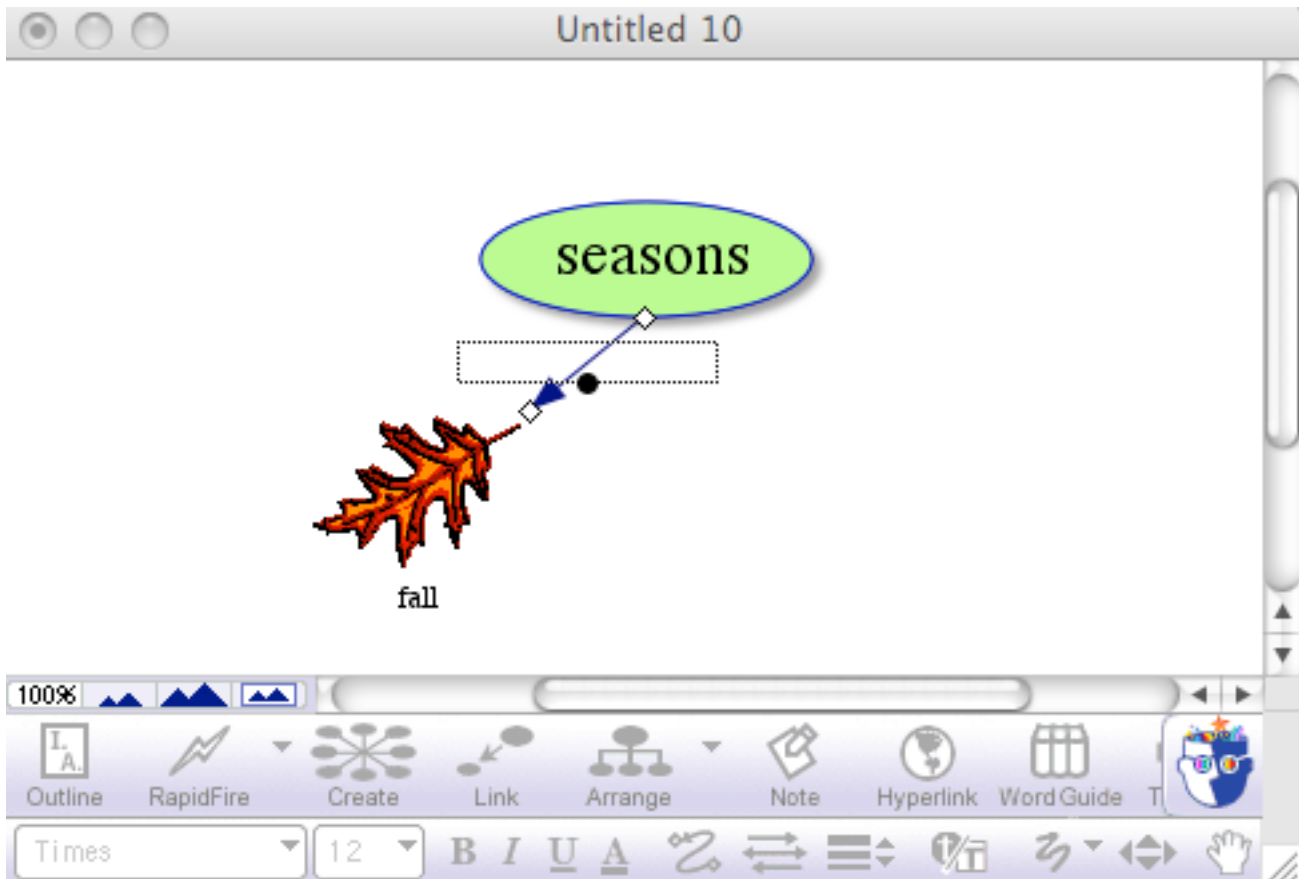 Untitled 10
seasons
fall
100%
I.
A.
Outline RapidFire Create Link Arrange Note Hyperlink Word Guide T
Times 12 B I U A